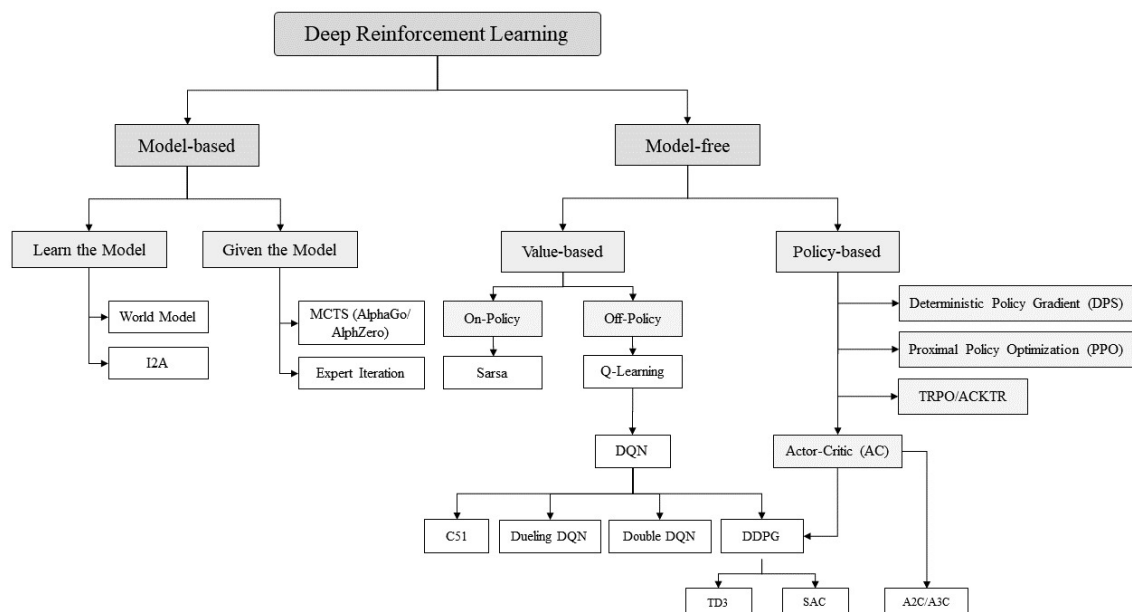 Deep Reinforcement Learning
Model-based
Model-free
Learn the Model
Given the Model
Value-based
Policy-based
World Model
I2A
MCTS (AlphaGo/
AlphZero)
Expert Iteration
On-Policy
Off-Policy
Sarsa
Q-Learning
Deterministic Policy Gradient (DPS)
Proximal Policy Optimization (PPO)
TRPO/ACKTR
DQN
Actor-Critic (AC)
C51
Dueling DQN
Double DQN
DDPG
TD3
SAC
A2C/A3C